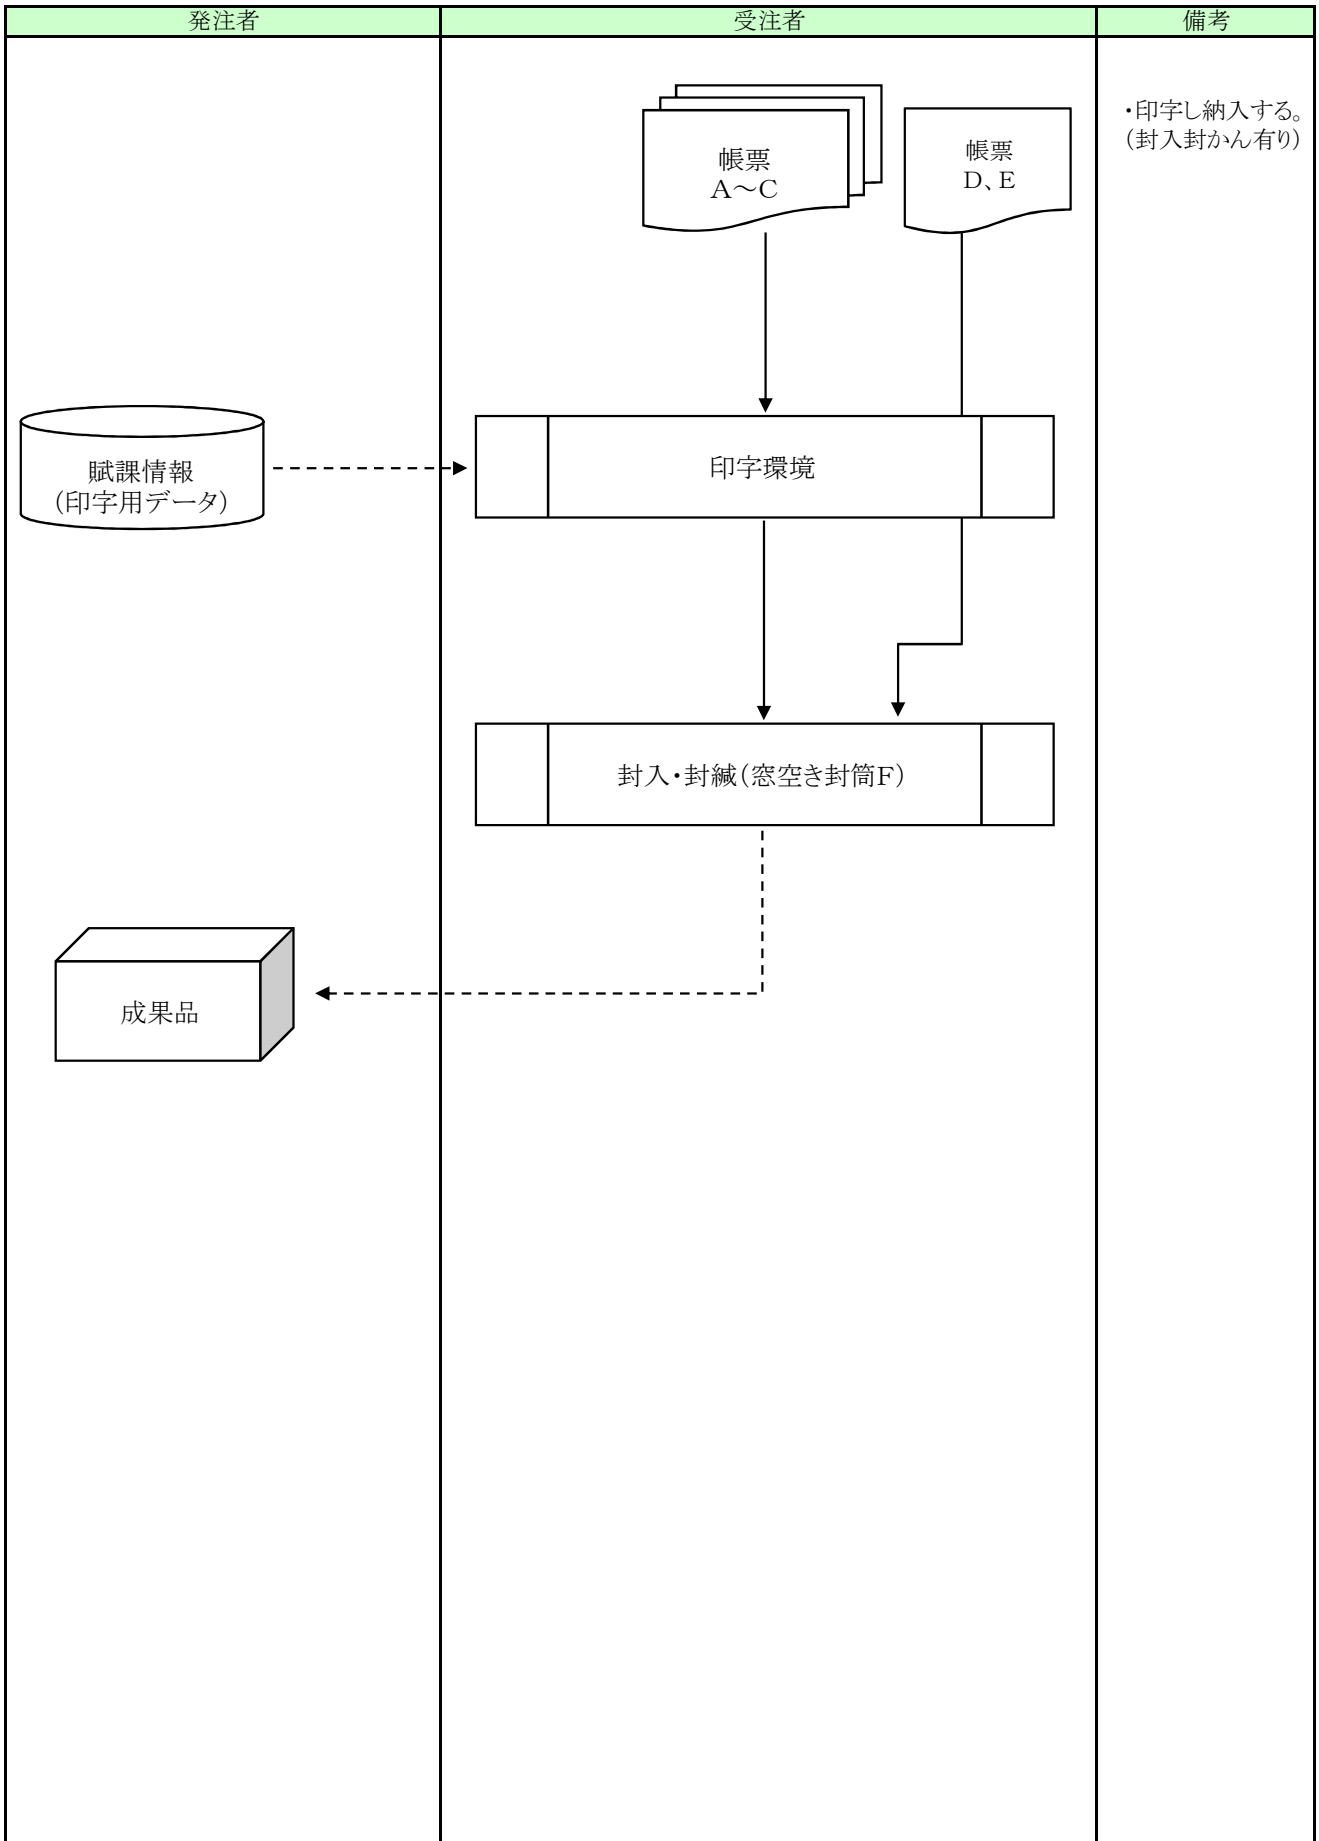 発注者
受注者
備考
帳票
A～C
帳票
D、E
・印字し納入する。
（封入封かん有り）
賦課情報
（印字用データ）
印字環境
封入・封緘（窓空き封筒F）
成果品